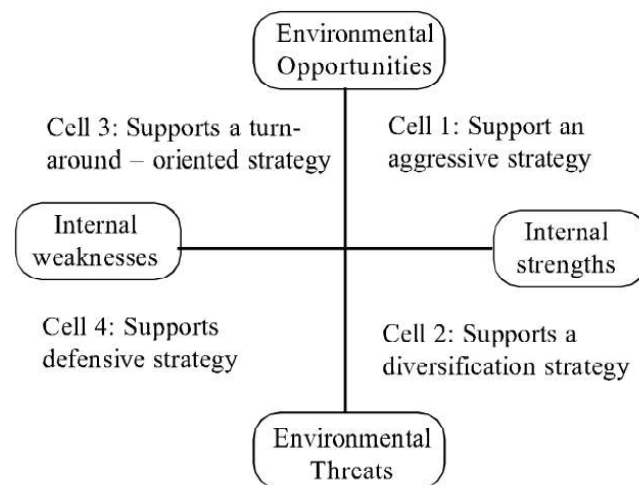 Environmental
Opportunities
Cell 3: Supports a turn-
around – oriented strategy
Cell 1: Support an
aggressive strategy
Internal
weaknesses
Internal
strengths
Cell 4: Supports
defensive strategy
Cell 2: Supports a
diversification strategy
Environmental
Threats